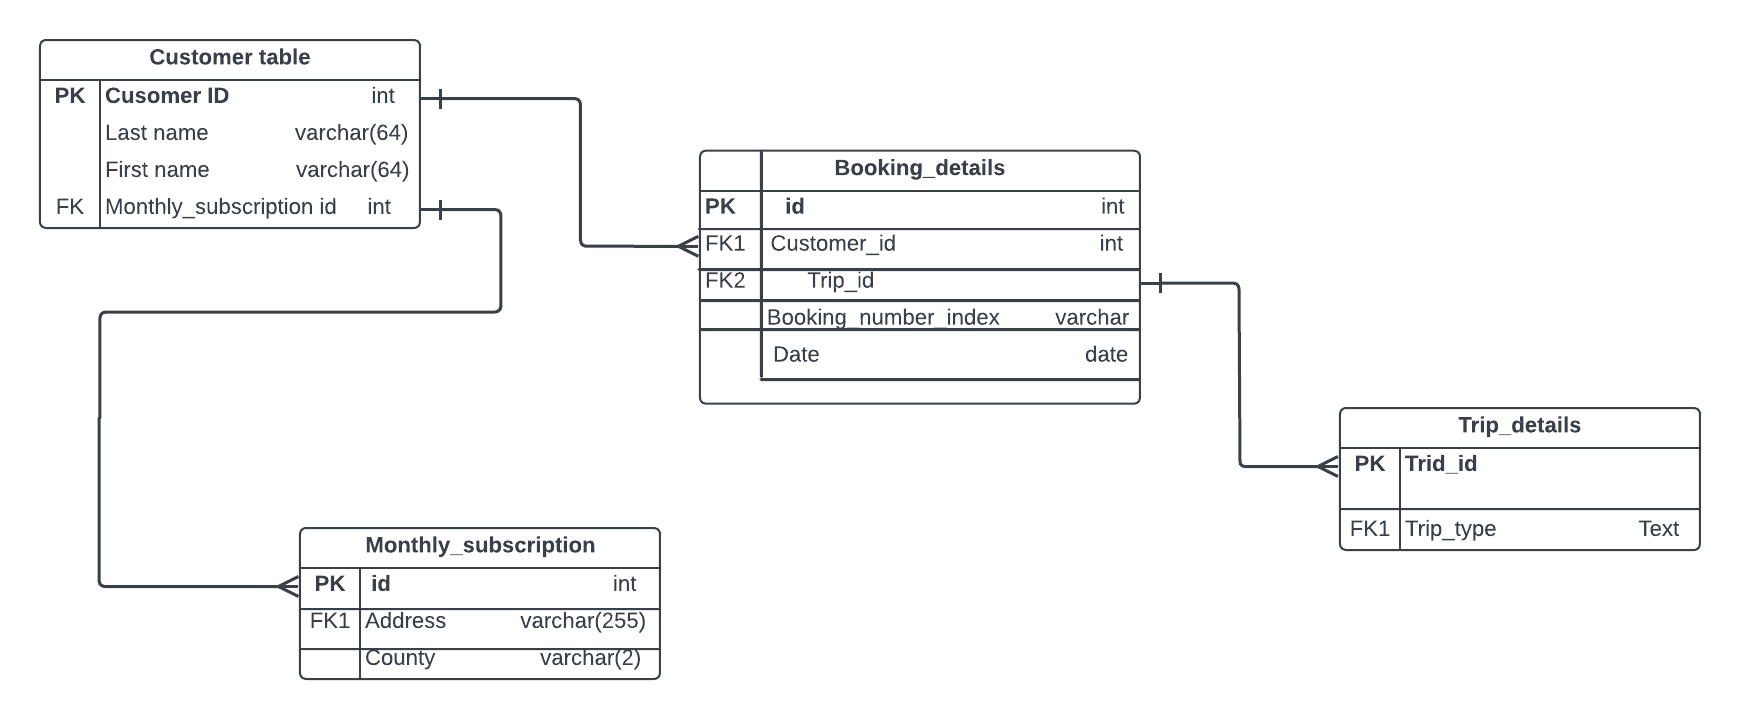 Customer table
PK Cusomer ID int
Last name varchar(64)
First name varchar(64)
FK Monthly_subscription id int
Booking_details
PK id int
FK1 Customer_id int
FK2 Trip_id
Booking_number_index varchar
Date date
Trip_details
PK Trid_id
FK1 Trip_type Text
Monthly_subscription
PK id int
FK1 Address varchar(255)
County varchar(2)